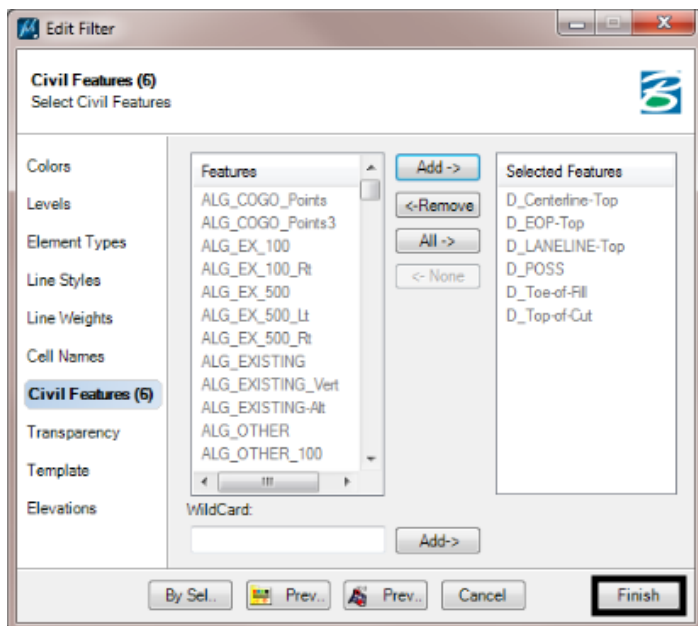 Edit Filter
Civil Features (6)
Select Civil Features
Colors
Levels
Element Types
Line Styles
Line Weights
Cell Names
Civil Features (6)
Transparency
Template
Elevations
Features
ALG_COGO_Points
ALG_COGO_Points3
ALG_EX_100
ALG_EX_100_Rt
ALG_EX_500
ALG_EX_500_Lt
ALG_EX_500_Rt
ALG_EXISTING
ALG_EXISTING_Vert
ALG_EXISTING-Alt
ALG_OTHER
ALG_OTHER_100
WildCard:
Add ->
<-Remove
All ->
<- None
Add->
Selected Features
D_Centerline-Top
D_EOP-Top
D_LANELINE-Top
D_POSS
D_Toe-of-Fill
D_Top-of-Cut
By Sel..
Prev..
Prev..
Cancel
Finish